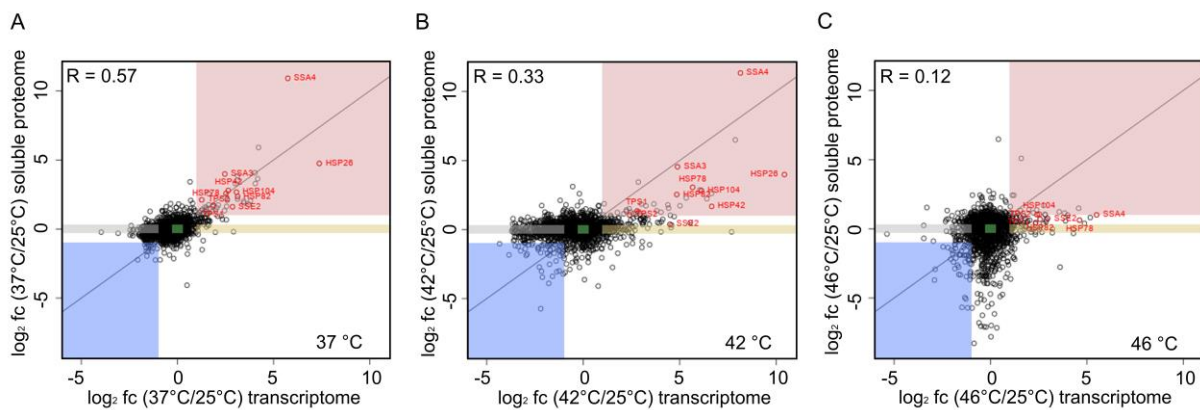 A
log₂ fc (37°C/25°C) soluble proteome
R = 0.57
10
5
0
-5
SSA4
HSP26
SSA3
HSP42
HSP78
HSP104
HSP82
SSE2
37 °C
-5 0 5 10
log₂ fc (37°C/25°C) transcriptome
B
log₂ fc (42°C/25°C) soluble proteome
R = 0.33
10
5
0
-5
SSA4
SSA3
HSP78
HSP26
HSP104
HSP42
TPS1
42 °C
-5 0 5 10
log₂ fc (42°C/25°C) transcriptome
C
log₂ fc (46°C/25°C) soluble proteome
R = 0.12
10
5
0
-5
HSP104
SSA4
SSE2
HSP82
HSP78
46 °C
-5 0 5 10
log₂ fc (46°C/25°C) transcriptome